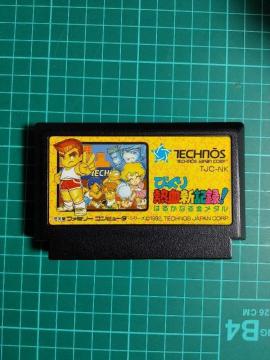 TECHNŌS
TECHNOS JAPAN CORP.
TJC-NK
TECHNŌS
びっくり
熱血新記録!
はるかなる金メダル
ファミリー コンピュータ
©1992 TECHNOS JAPAN CORP.
B4
26 CM